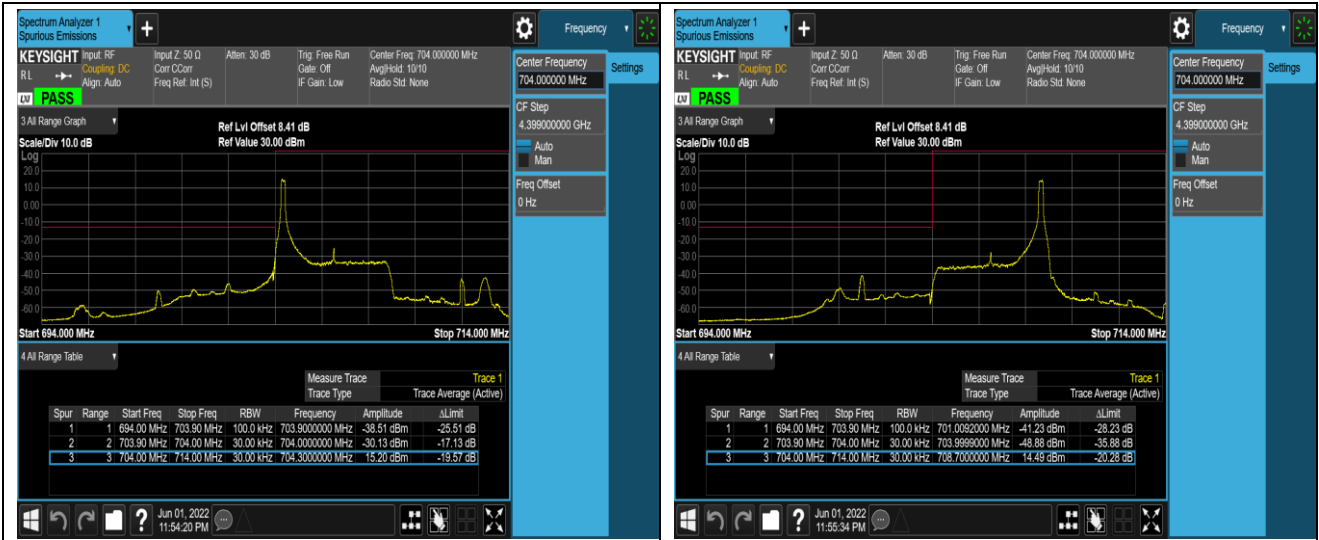 Spectrum Analyzer 1
Spurious Emissions
Frequency
KEYSIGHT Input: RF Input Z: 50 Ω Atten: 30 dB Trig: Free Run Center Freq: 704.000000 MHz
RL Coupling: DC Corr CCorr Gate: Off Avg|Hold: 10/10
Align: Auto Freq Ref: Int (S) IF Gain: Low Radio Std: None
LXI PASS
Center Frequency
704.000000 MHz
Settings
CF Step
4.399000000 GHz
Auto
Man
Freq Offset
0 Hz
3 All Range Graph
Ref Lvl Offset 8.41 dB
Scale/Div 10.0 dB Ref Value 30.00 dBm
Log
20.0
10.0
0.00
-10.0
-20.0
-30.0
-40.0
-50.0
-60.0
Start 694.000 MHz Stop 714.000 MHz
4 All Range Table
Measure Trace Trace 1
Trace Type Trace Average (Active)
Spur Range Start Freq Stop Freq RBW Frequency Amplitude ΔLimit
1 1 694.00 MHz 703.90 MHz 100.0 kHz 703.9000000 MHz -38.51 dBm -25.51 dB
2 2 703.90 MHz 704.00 MHz 30.00 kHz 704.0000000 MHz -30.13 dBm -17.13 dB
3 3 704.00 MHz 714.00 MHz 30.00 kHz 704.3000000 MHz 15.20 dBm -19.57 dB
?
Jun 01, 2022
11:54:20 PM
Spectrum Analyzer 1
Spurious Emissions
Frequency
KEYSIGHT Input: RF Input Z: 50 Ω Atten: 30 dB Trig: Free Run Center Freq: 704.000000 MHz
RL Coupling: DC Corr CCorr Gate: Off Avg|Hold: 10/10
Align: Auto Freq Ref: Int (S) IF Gain: Low Radio Std: None
LXI PASS
Center Frequency
704.000000 MHz
Settings
CF Step
4.399000000 GHz
Auto
Man
Freq Offset
0 Hz
3 All Range Graph
Ref Lvl Offset 8.41 dB
Scale/Div 10.0 dB Ref Value 30.00 dBm
Log
20.0
10.0
0.00
-10.0
-20.0
-30.0
-40.0
-50.0
-60.0
Start 694.000 MHz Stop 714.000 MHz
4 All Range Table
Measure Trace Trace 1
Trace Type Trace Average (Active)
Spur Range Start Freq Stop Freq RBW Frequency Amplitude ΔLimit
1 1 694.00 MHz 703.90 MHz 100.0 kHz 701.0092000 MHz -41.23 dBm -28.23 dB
2 2 703.90 MHz 704.00 MHz 30.00 kHz 703.9999000 MHz -48.88 dBm -35.88 dB
3 3 704.00 MHz 714.00 MHz 30.00 kHz 708.7000000 MHz 14.49 dBm -20.28 dB
?
Jun 01, 2022
11:55:34 PM